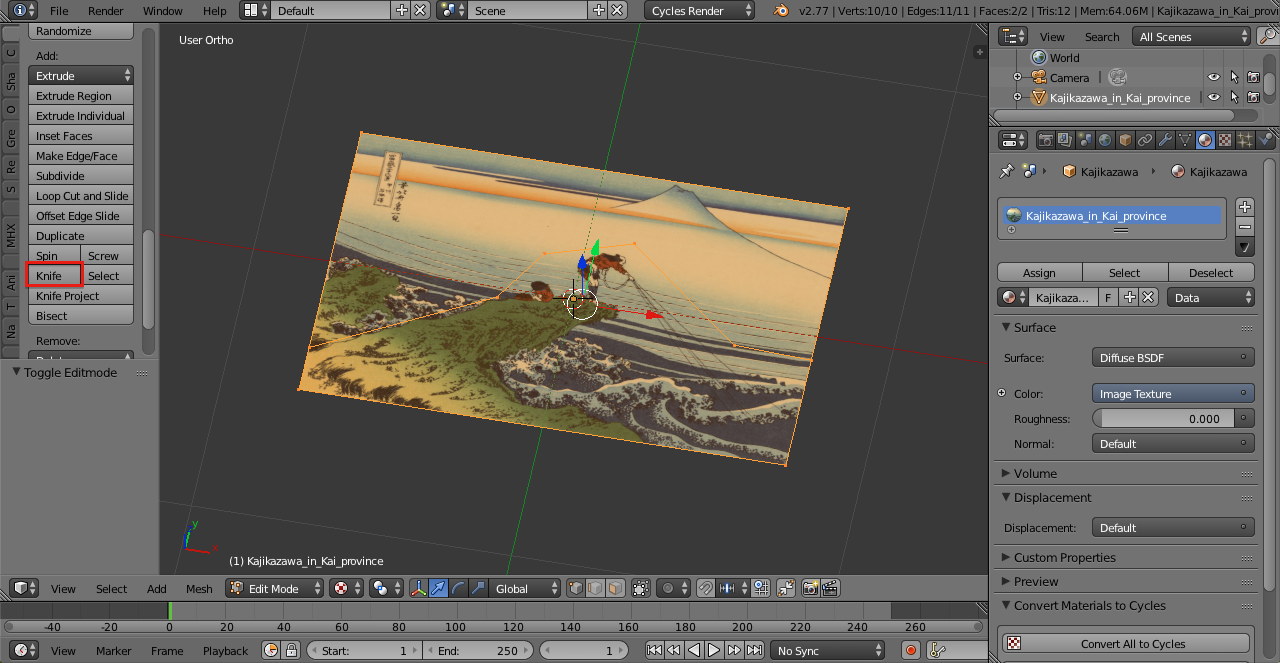 File Render Window Help Default Scene Cycles Render v2.77 | Verts:10/10 | Edges:11/11 | Faces:2/2 | Tris:12 | Mem:64.06M | Kajikazawa_in_Kai_provi
Randomize
Add:
Extrude
Extrude Region
Extrude Individual
Inset Faces
Make Edge/Face
Subdivide
Loop Cut and Slide
Offset Edge Slide
Duplicate
Spin Screw
Knife Select
Knife Project
Bisect
Remove:
C
Sha
O
Gre
Re
S
MHX
Ani
T
Na
Toggle Editmode
User Ortho
y
x
(1) Kajikazawa_in_Kai_province
View Select Add Mesh Edit Mode Global
-40 -20 0 20 40 60 80 100 120 140 160 180 200 220 240 260
View Marker Frame Playback Start: 1 End: 250 1 No Sync
View Search All Scenes
World
Camera
Kajikazawa_in_Kai_province
Kajikazawa Kajikazawa
Kajikazawa_in_Kai_province
Assign Select Deselect
Kajikaza... F Data
Surface
Surface: Diffuse BSDF
Color: Image Texture
Roughness: 0.000
Normal: Default
Volume
Displacement
Displacement: Default
Custom Properties
Preview
Convert Materials to Cycles
Convert All to Cycles